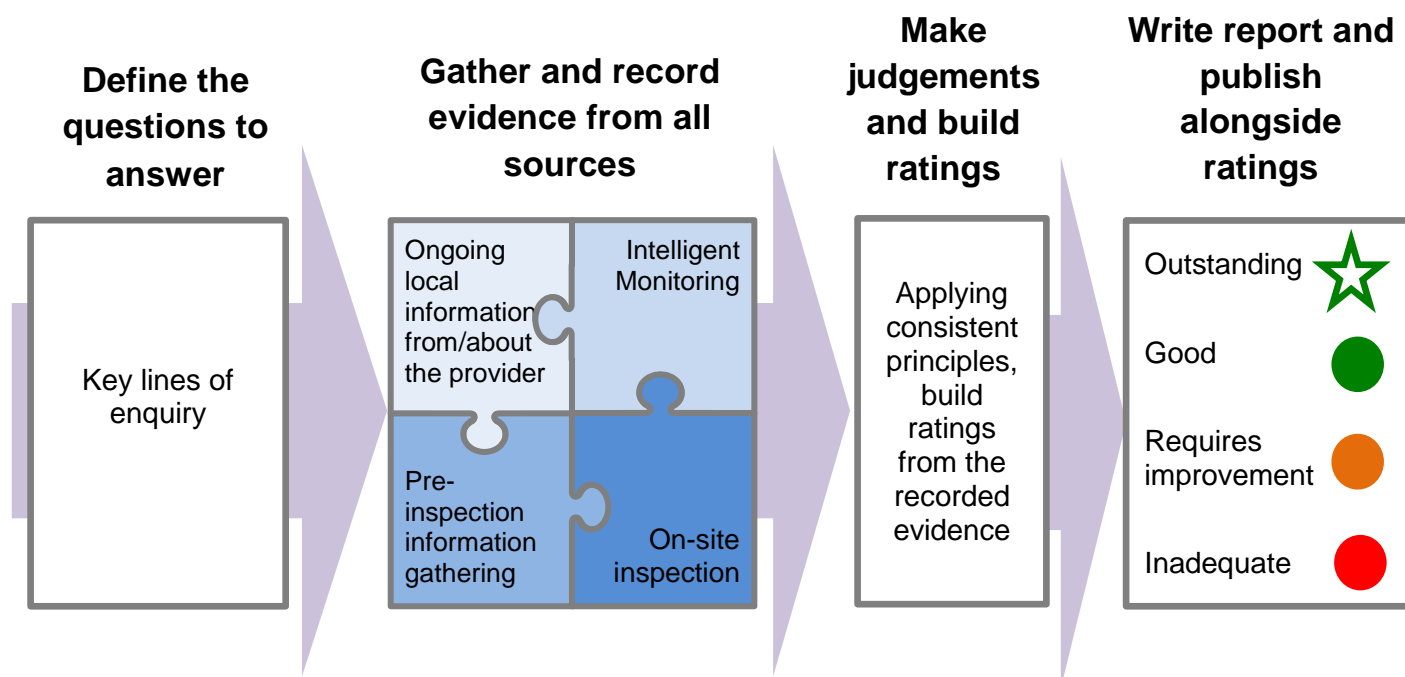 Define the
questions to
answer
Key lines of
enquiry
Gather and record
evidence from all
sources
Ongoing
local
information
from/about
the provider
Intelligent
Monitoring
Pre-
inspection
information
gathering
On-site
inspection
Make
judgements
and build
ratings
Applying
consistent
principles,
build
ratings
from the
recorded
evidence
Write report and
publish
alongside
ratings
Outstanding
Good
Requires
improvement
Inadequate